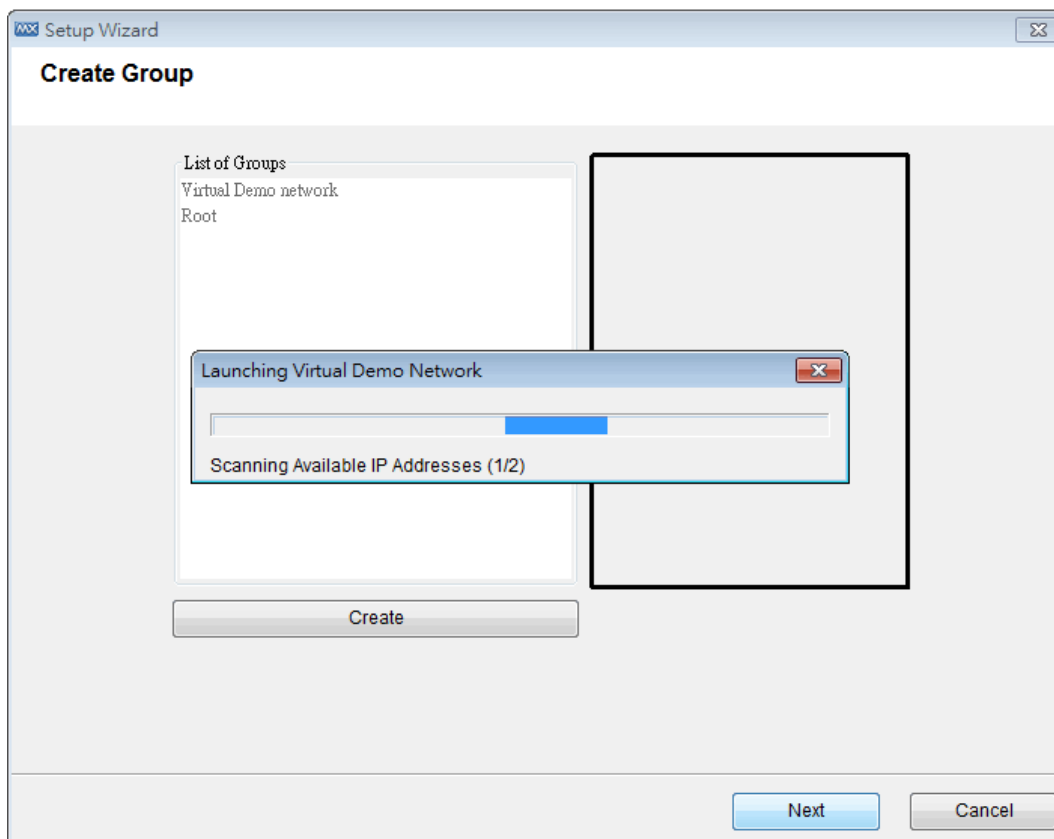 Setup Wizard
Create Group
List of Groups
Virtual Demo network
Root
Launching Virtual Demo Network
Scanning Available IP Addresses (1/2)
Create
Next
Cancel